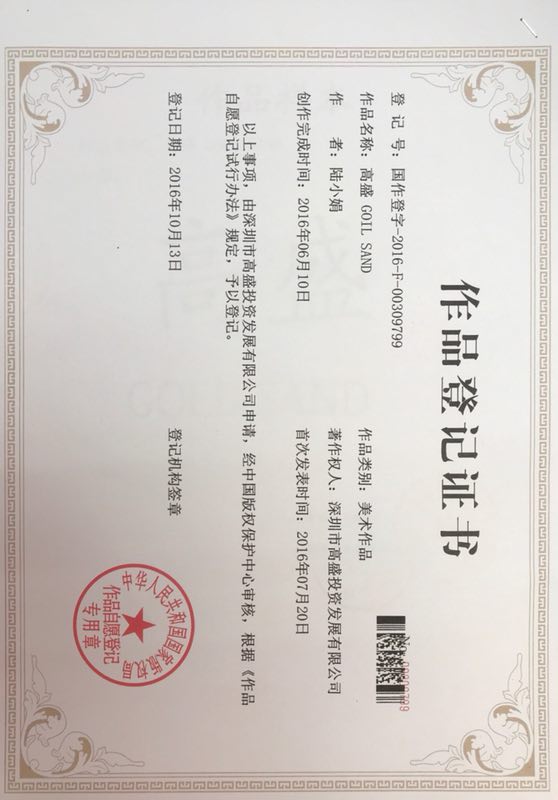 作品登记证书
No 00309799
登 记 号：国作登字-2016-F-00309799
作品名称：高盛 GOIL SAND
作品类别：美术作品
作 者：陆小娟
著作权人：深圳市高盛投资发展有限公司
创作完成时间：2016年06月10日
首次发表时间：2016年07月20日
以上事项，由深圳市高盛投资发展有限公司申请，经中国版权保护中心审核，根据《作品
自愿登记试行办法》规定，予以登记。
登记日期：2016年10月13日
登记机构签章
中华人民共和国国家版权局
作品自愿登记
专用章